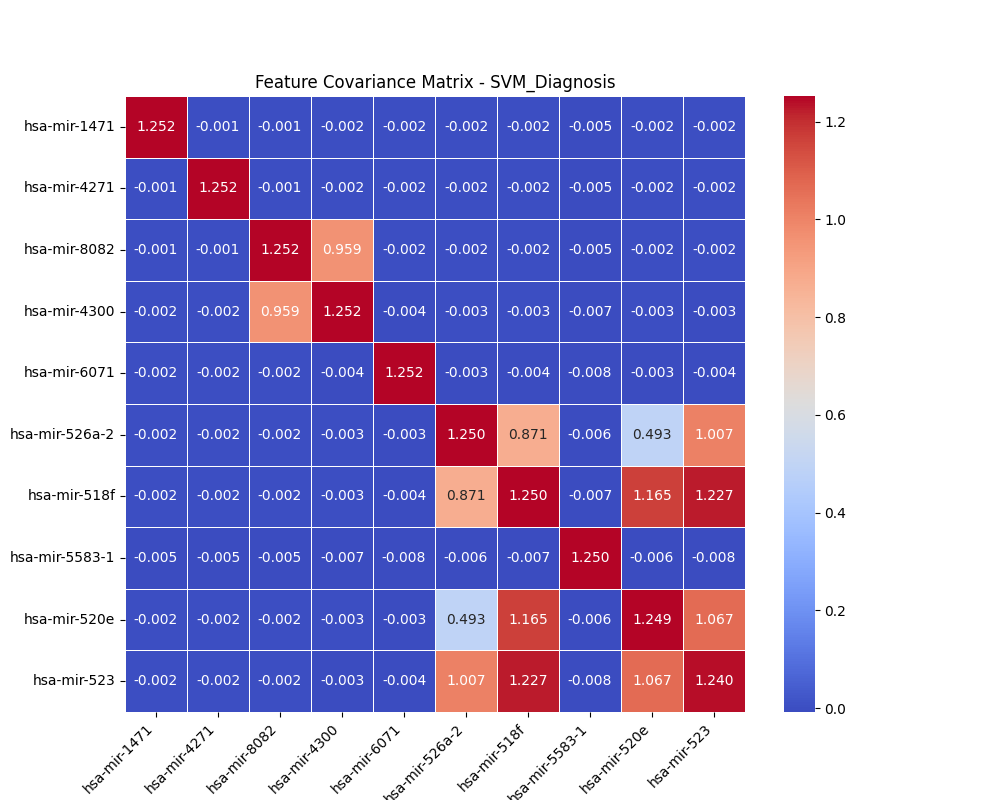 Feature Covariance Matrix - SVM_Diagnosis
hsa-mir-1471 1.252 -0.001 -0.001 -0.002 -0.002 -0.002 -0.002 -0.005 -0.002 -0.002
hsa-mir-4271 -0.001 1.252 -0.001 -0.002 -0.002 -0.002 -0.002 -0.005 -0.002 -0.002
hsa-mir-8082 -0.001 -0.001 1.252 0.959 -0.002 -0.002 -0.002 -0.005 -0.002 -0.002
hsa-mir-4300 -0.002 -0.002 0.959 1.252 -0.004 -0.003 -0.003 -0.007 -0.003 -0.003
hsa-mir-6071 -0.002 -0.002 -0.002 -0.004 1.252 -0.003 -0.004 -0.008 -0.003 -0.004
hsa-mir-526a-2 -0.002 -0.002 -0.002 -0.003 -0.003 1.250 0.871 -0.006 0.493 1.007
hsa-mir-518f -0.002 -0.002 -0.002 -0.003 -0.004 0.871 1.250 -0.007 1.165 1.227
hsa-mir-5583-1 -0.005 -0.005 -0.005 -0.007 -0.008 -0.006 -0.007 1.250 -0.006 -0.008
hsa-mir-520e -0.002 -0.002 -0.002 -0.003 -0.003 0.493 1.165 -0.006 1.249 1.067
hsa-mir-523 -0.002 -0.002 -0.002 -0.003 -0.004 1.007 1.227 -0.008 1.067 1.240
hsa-mir-1471 hsa-mir-4271 hsa-mir-8082 hsa-mir-4300 hsa-mir-6071 hsa-mir-526a-2 hsa-mir-518f hsa-mir-5583-1 hsa-mir-520e hsa-mir-523
1.2
1.0
0.8
0.6
0.4
0.2
0.0